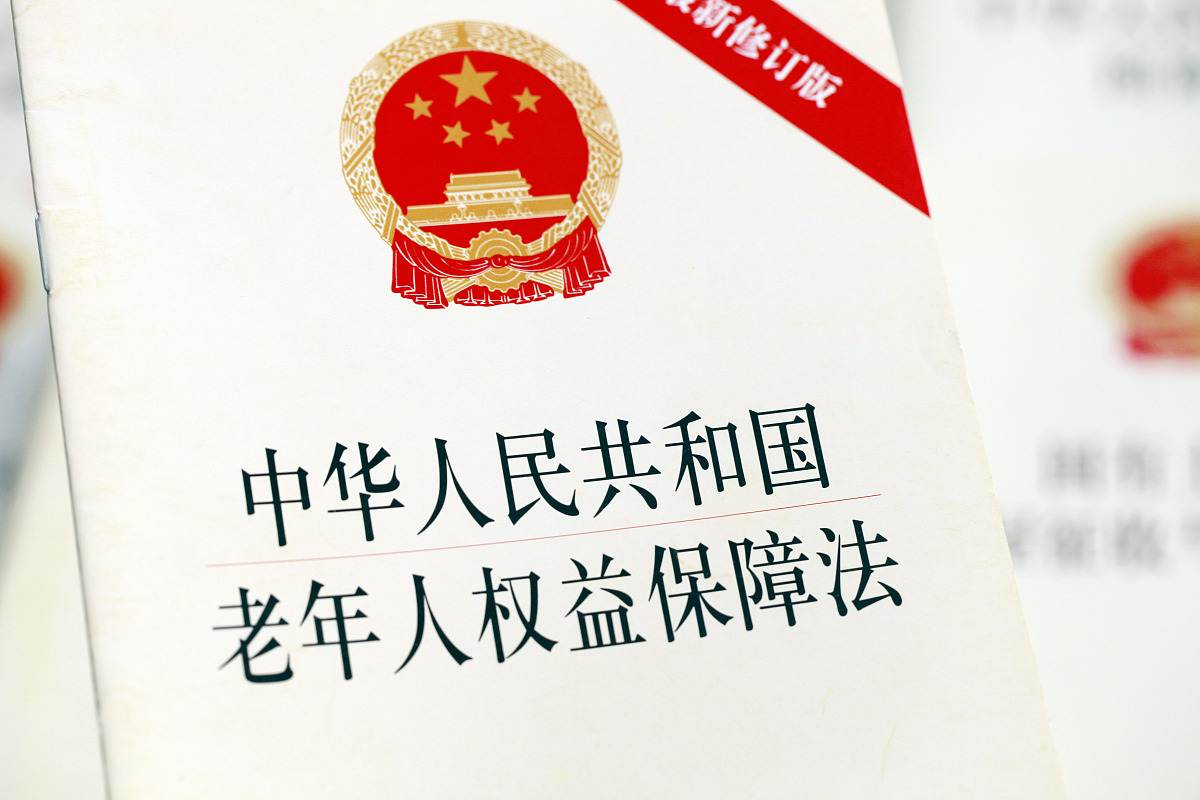 最新修订版
中华人民共和国
老年人权益保障法